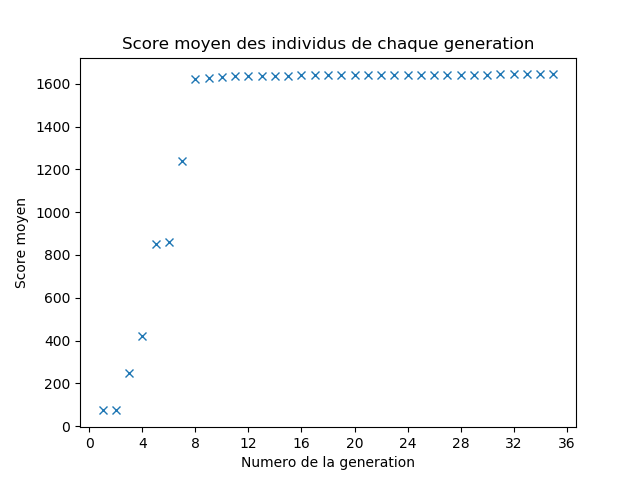 Score moyen des individus de chaque generation
1600
1400
1200
1000
800
600
400
200
0
Score moyen
0 4 8 12 16 20 24 28 32 36
Numero de la generation